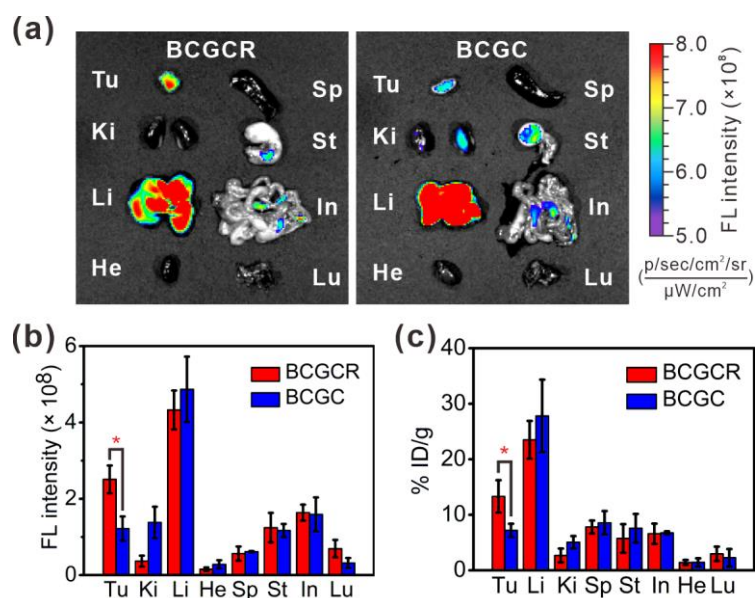 (a)
BCGCR
BCGC
Tu
Sp
Tu
Sp
Ki
St
Ki
St
Li
In
Li
In
He
Lu
He
Lu
8.0
7.0
6.0
5.0
FL intensity (×10⁸)
(p/sec/cm²/sr
μW/cm²)
(b)
FL intensity (× 10⁸)
6
4
2
0
BCGCR
BCGC
*
Tu Ki Li He Sp St In Lu
(c)
% ID/g
40
30
20
10
0
BCGCR
BCGC
*
Tu Li Ki Sp St In He Lu